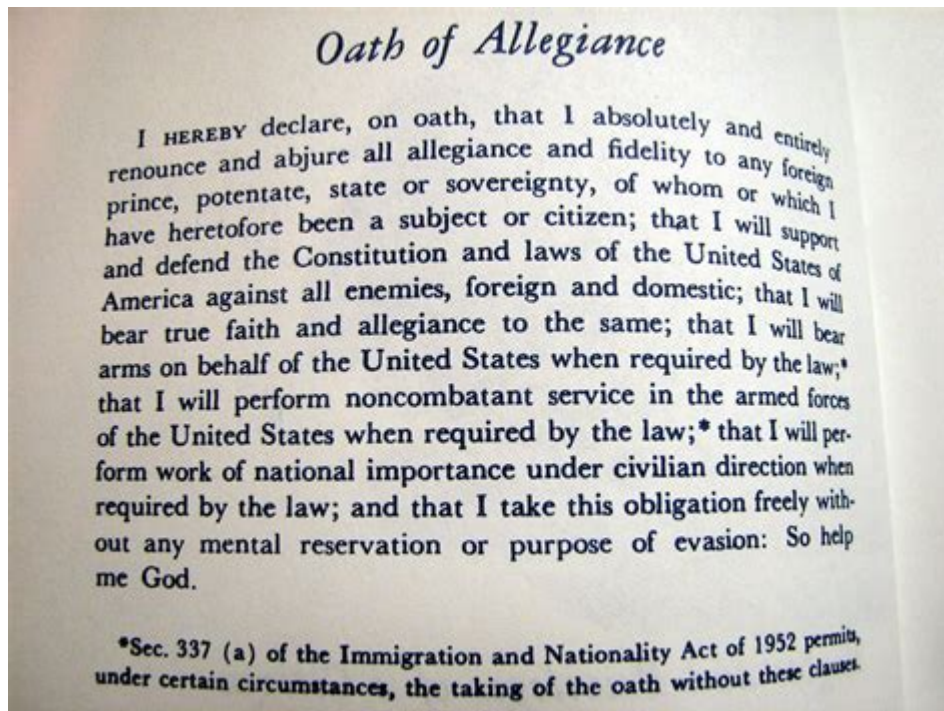 Oath of Allegiance
I HEREBY declare, on oath, that I absolutely and entirely
renounce and abjure all allegiance and fidelity to any foreign
prince, potentate, state or sovereignty, of whom or which I
have heretofore been a subject or citizen; that I will support
and defend the Constitution and laws of the United States of
America against all enemies, foreign and domestic; that I will
bear true faith and allegiance to the same; that I will bear
arms on behalf of the United States when required by the law;*
that I will perform noncombatant service in the armed forces
of the United States when required by the law;* that I will per-
form work of national importance under civilian direction when
required by the law; and that I take this obligation freely with-
out any mental reservation or purpose of evasion: So help
me God.
*Sec. 337 (a) of the Immigration and Nationality Act of 1952 permits,
under certain circumstances, the taking of the oath without these clauses.